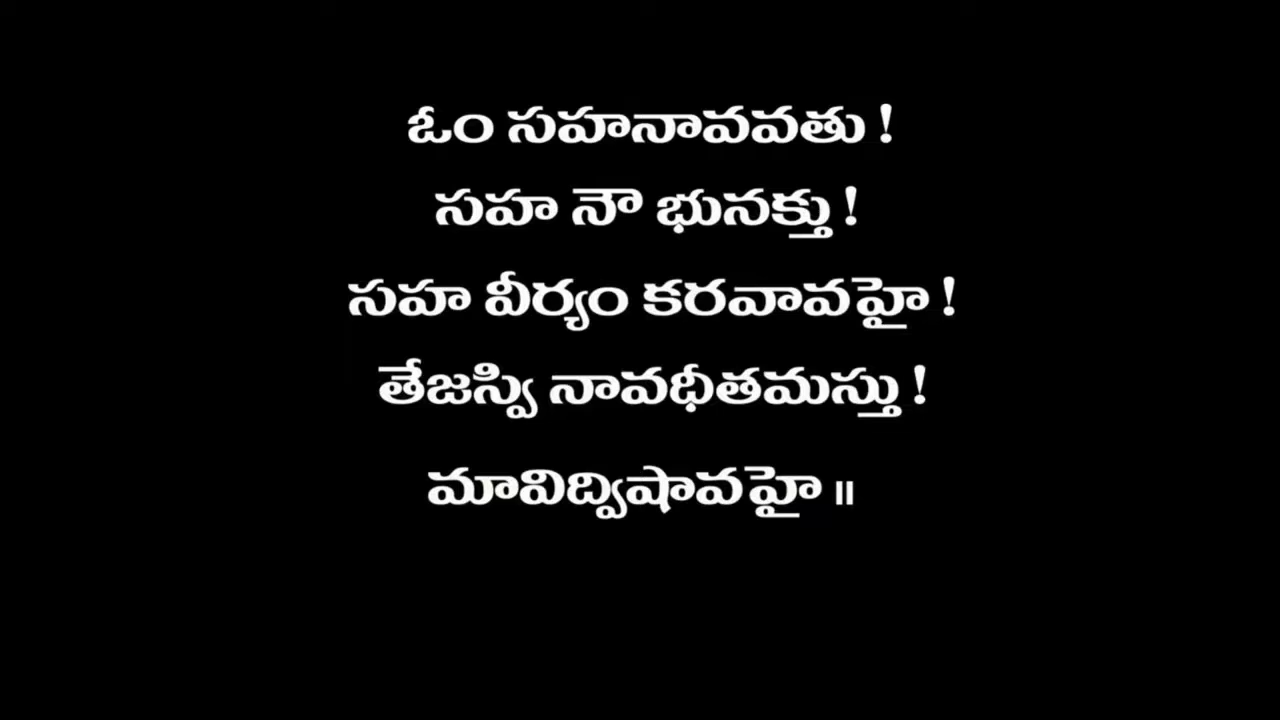 ఓం సహనావవతు !
సహ నౌ భునక్తు !
సహ వీర్యం కరవావహై !
తేజస్వి నావధీతమస్తు !
మావిద్విషావహై ॥